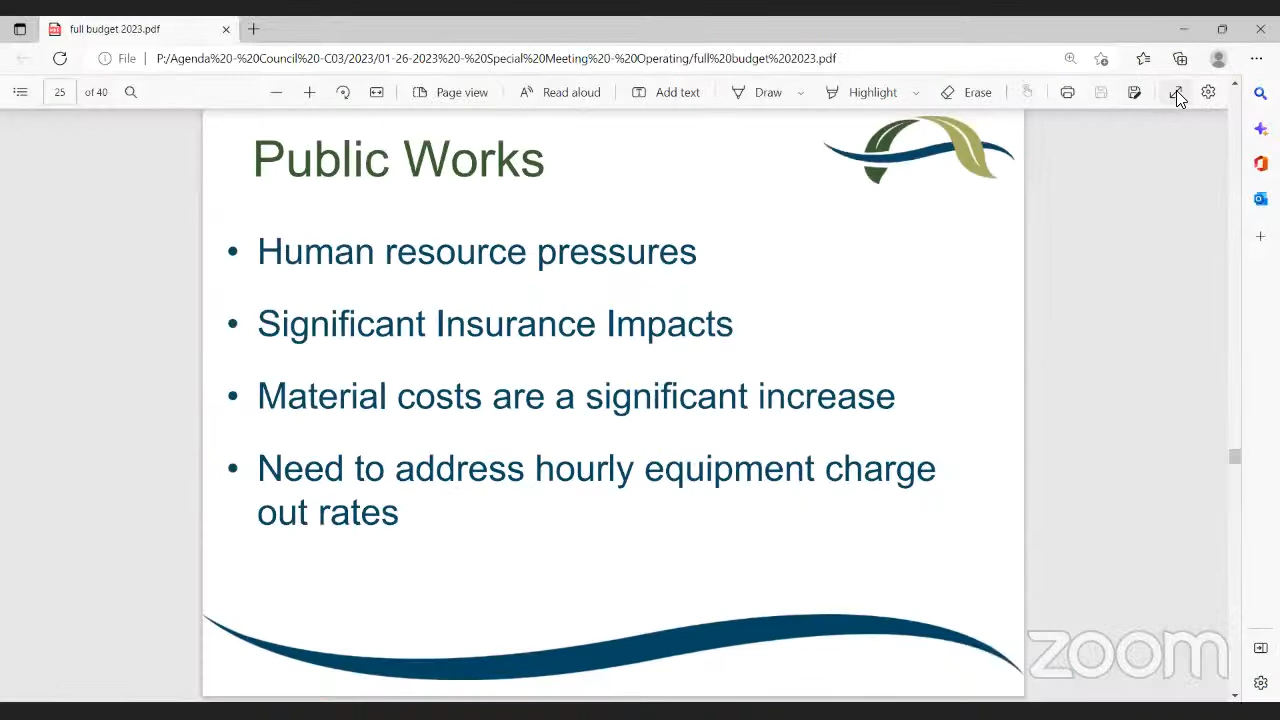 full budget 2023.pdf
File
P:/Agenda%20-%20Council%20-C03/2023/01-26-2023%20-%20Special%20Meeting%20-%20Operating/full%20budget%202023.pdf
25 of 40 Page view Read aloud Add text Draw Highlight Erase
Public Works
• Human resource pressures
• Significant Insurance Impacts
• Material costs are a significant increase
• Need to address hourly equipment charge
out rates
zoom